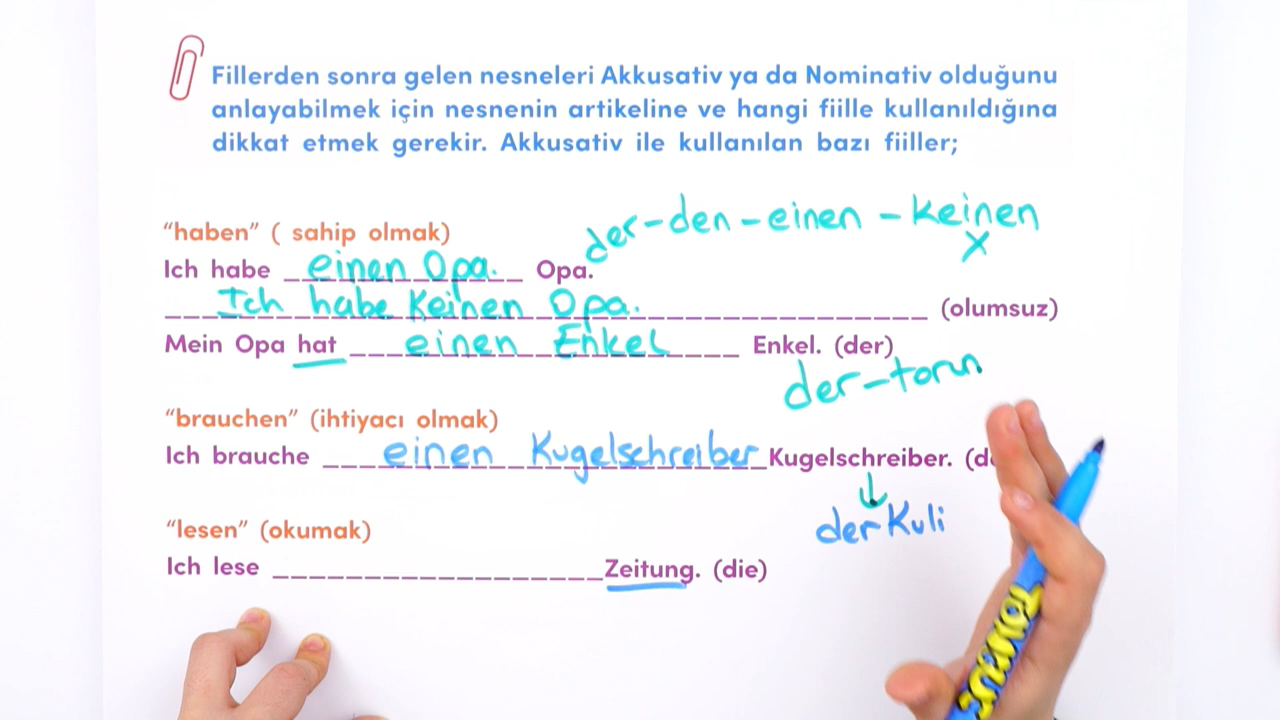 Fillerden sonra gelen nesneleri Akkusativ ya da Nominativ olduğunu
anlayabilmek için nesnenin artikeline ve hangi fiille kullanıldığına
dikkat etmek gerekir. Akkusativ ile kullanılan bazı fiiller;
der-den-einen-keinen
x
"haben" ( sahip olmak)
Ich habe einen Opa. Opa.
Ich habe Keinen Opa. (olumsuz)
Mein Opa hat einen Enkel Enkel. (der)
der-torun
"brauchen" (ihtiyacı olmak)
Ich brauche einen Kugelschreiber Kugelschreiber.
der Kuli
"lesen" (okumak)
Ich lese ____________________Zeitung. (die)